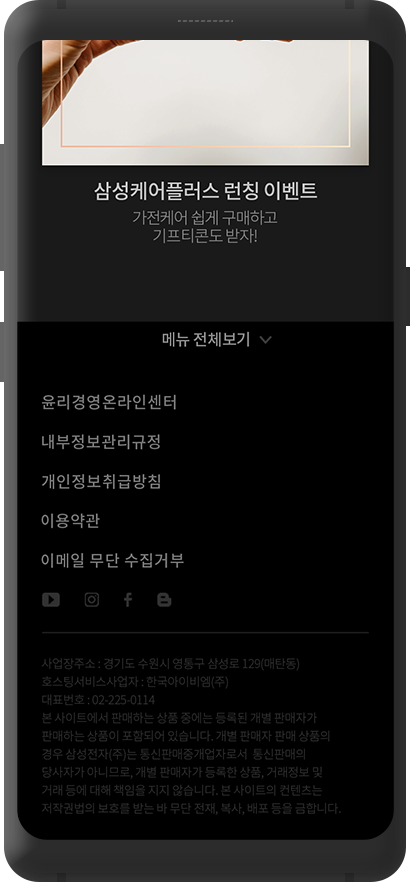 삼성케어플러스 런칭 이벤트
가전케어 쉽게 구매하고
기프티콘도 받자!
메뉴 전체보기
윤리경영온라인센터
내부정보관리규정
개인정보취급방침
이용약관
이메일 무단 수집거부
사업장주소 : 경기도 수원시 영통구 삼성로 129(매탄동)
호스팅서비스사업자 : 한국아이비엠(주)
대표번호 : 02-225-0114
본 사이트에서 판매하는 상품 중에는 등록된 개별 판매자가
판매하는 상품이 포함되어 있습니다. 개별 판매자 판매 상품의
경우 삼성전자(주)는 통신판매중개업자로서 통신판매의
당사자가 아니므로, 개별 판매자가 등록한 상품, 거래정보 및
거래 등에 대해 책임을 지지 않습니다. 본 사이트의 컨텐츠는
저작권법의 보호를 받는 바 무단 전재, 복사, 배포 등을 금합니다.